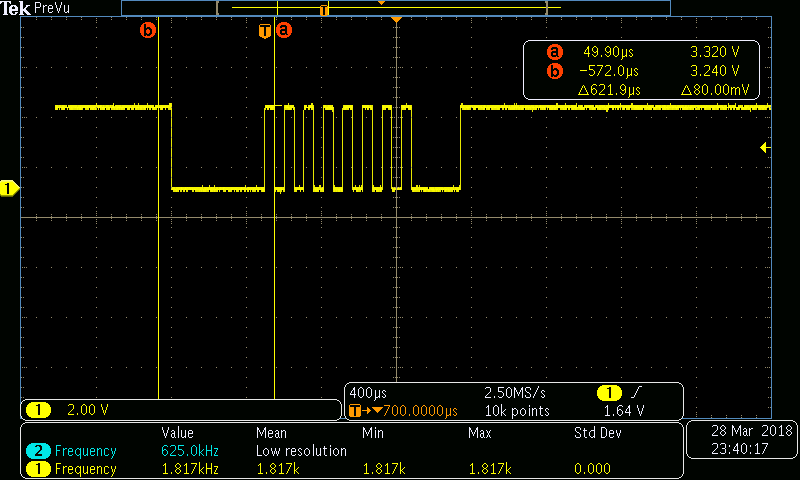 Tek PreVu
T
b T a
a 49.90µs 3.320 V
b −572.0µs 3.240 V
△621.9µs △80.00mV
1
1 2.00 V
400µs 2.50MS/s 1
T→▼700.0000µs 10k points 1.64 V
Value Mean Min Max Std Dev
2 Frequency 625.0kHz Low resolution
1 Frequency 1.817kHz 1.817k 1.817k 1.817k 0.000
28 Mar 2018
23:40:17